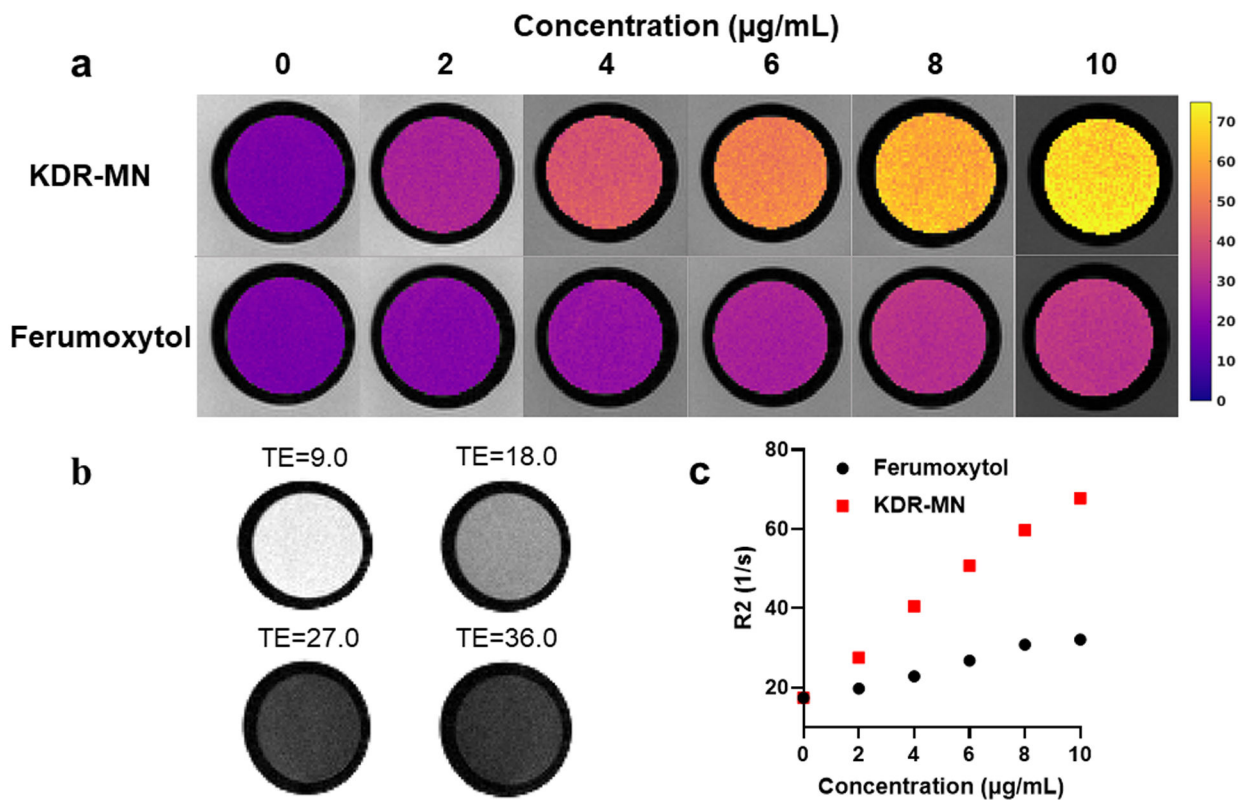 Concentration (µg/mL)
a 0 2 4 6 8 10
KDR-MN
Ferumoxytol
70
60
50
40
30
20
10
0
b
TE=9.0 TE=18.0
TE=27.0 TE=36.0
c
R2 (1/s)
80
60
40
20
Ferumoxytol
KDR-MN
0 2 4 6 8 10
Concentration (µg/mL)